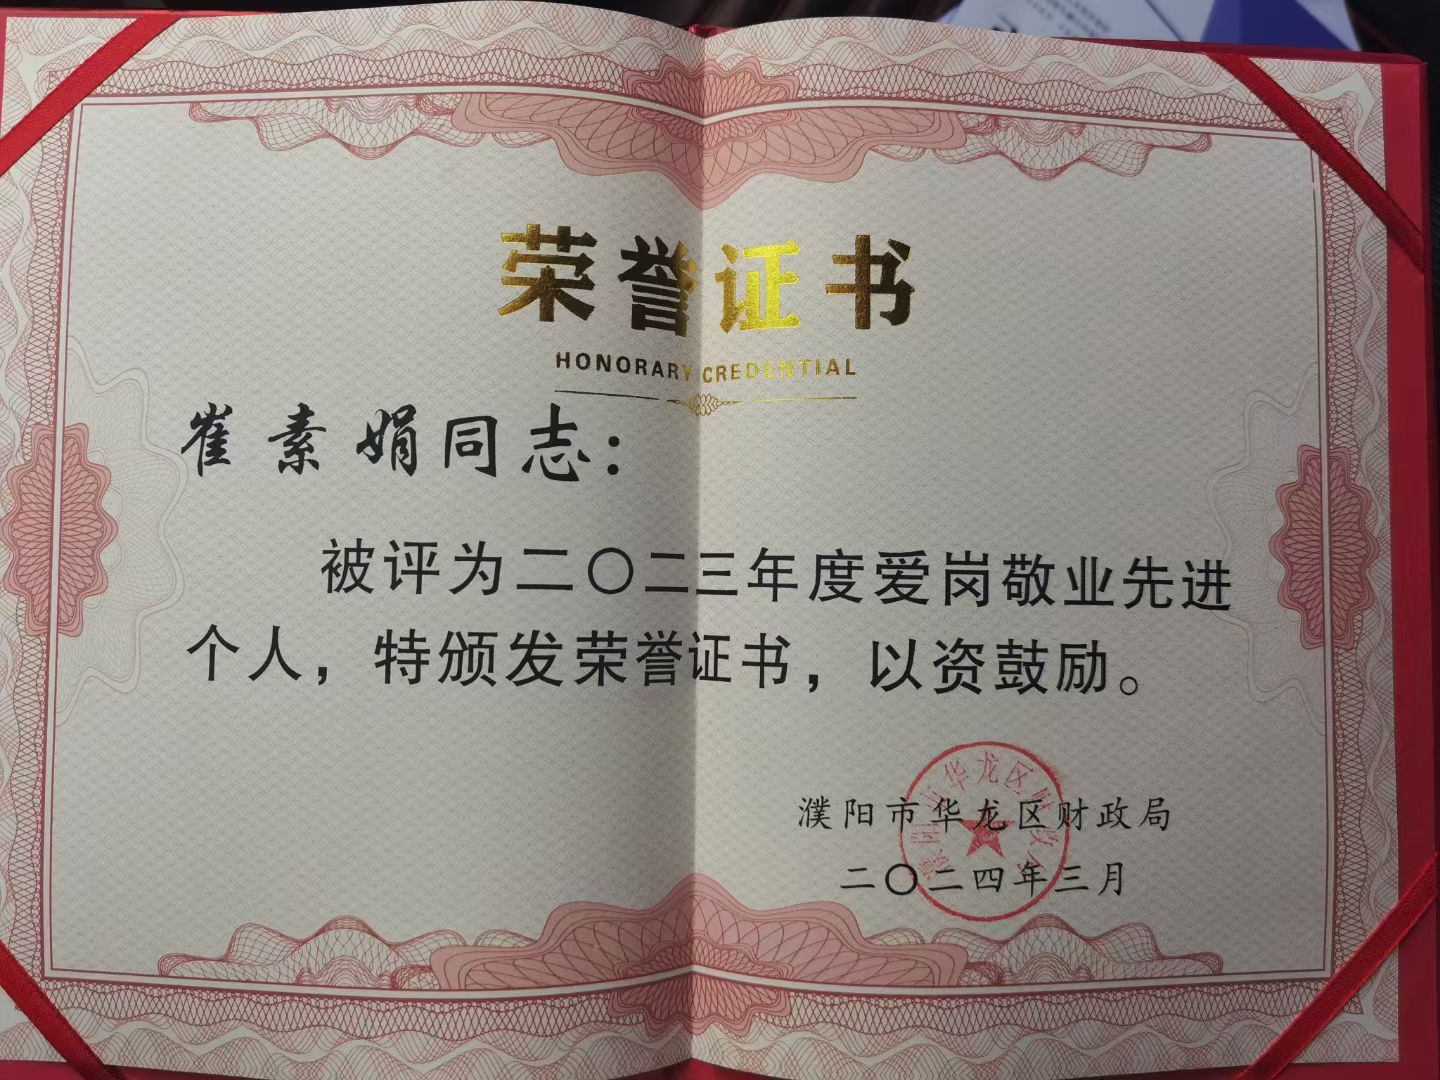 荣誉证书
HONORARY CREDENTIAL
崔素娟同志：
被评为二〇二三年度爱岗敬业先进
个人，特颁发荣誉证书，以资鼓励。
濮阳市华龙区财政局
二〇二四年三月